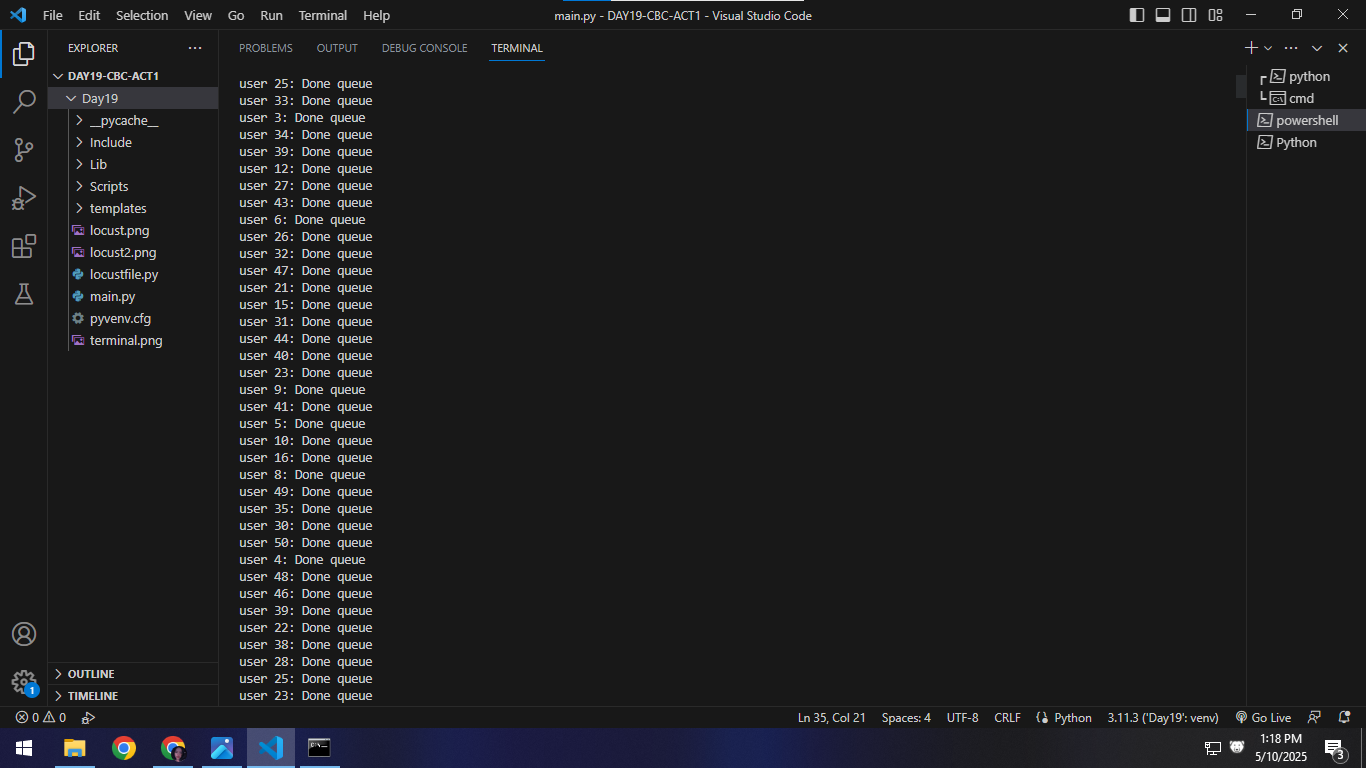 File Edit Selection View Go Run Terminal Help
main.py - DAY19-CBC-ACT1 - Visual Studio Code
EXPLORER
DAY19-CBC-ACT1
Day19
__pycache__
Include
Lib
Scripts
templates
locust.png
locust2.png
locustfile.py
main.py
pyvenv.cfg
terminal.png
OUTLINE
TIMELINE
PROBLEMS OUTPUT DEBUG CONSOLE TERMINAL
user 25: Done queue
user 33: Done queue
user 3: Done queue
user 34: Done queue
user 39: Done queue
user 12: Done queue
user 27: Done queue
user 43: Done queue
user 6: Done queue
user 26: Done queue
user 32: Done queue
user 47: Done queue
user 21: Done queue
user 15: Done queue
user 31: Done queue
user 44: Done queue
user 40: Done queue
user 23: Done queue
user 9: Done queue
user 41: Done queue
user 5: Done queue
user 10: Done queue
user 16: Done queue
user 8: Done queue
user 49: Done queue
user 35: Done queue
user 30: Done queue
user 50: Done queue
user 4: Done queue
user 48: Done queue
user 46: Done queue
user 39: Done queue
user 22: Done queue
user 38: Done queue
user 28: Done queue
user 25: Done queue
user 23: Done queue
python
cmd
powershell
Python
1
0 0
Ln 35, Col 21 Spaces: 4 UTF-8 CRLF Python 3.11.3 ('Day19': venv) Go Live
1:18 PM
5/10/2025
3